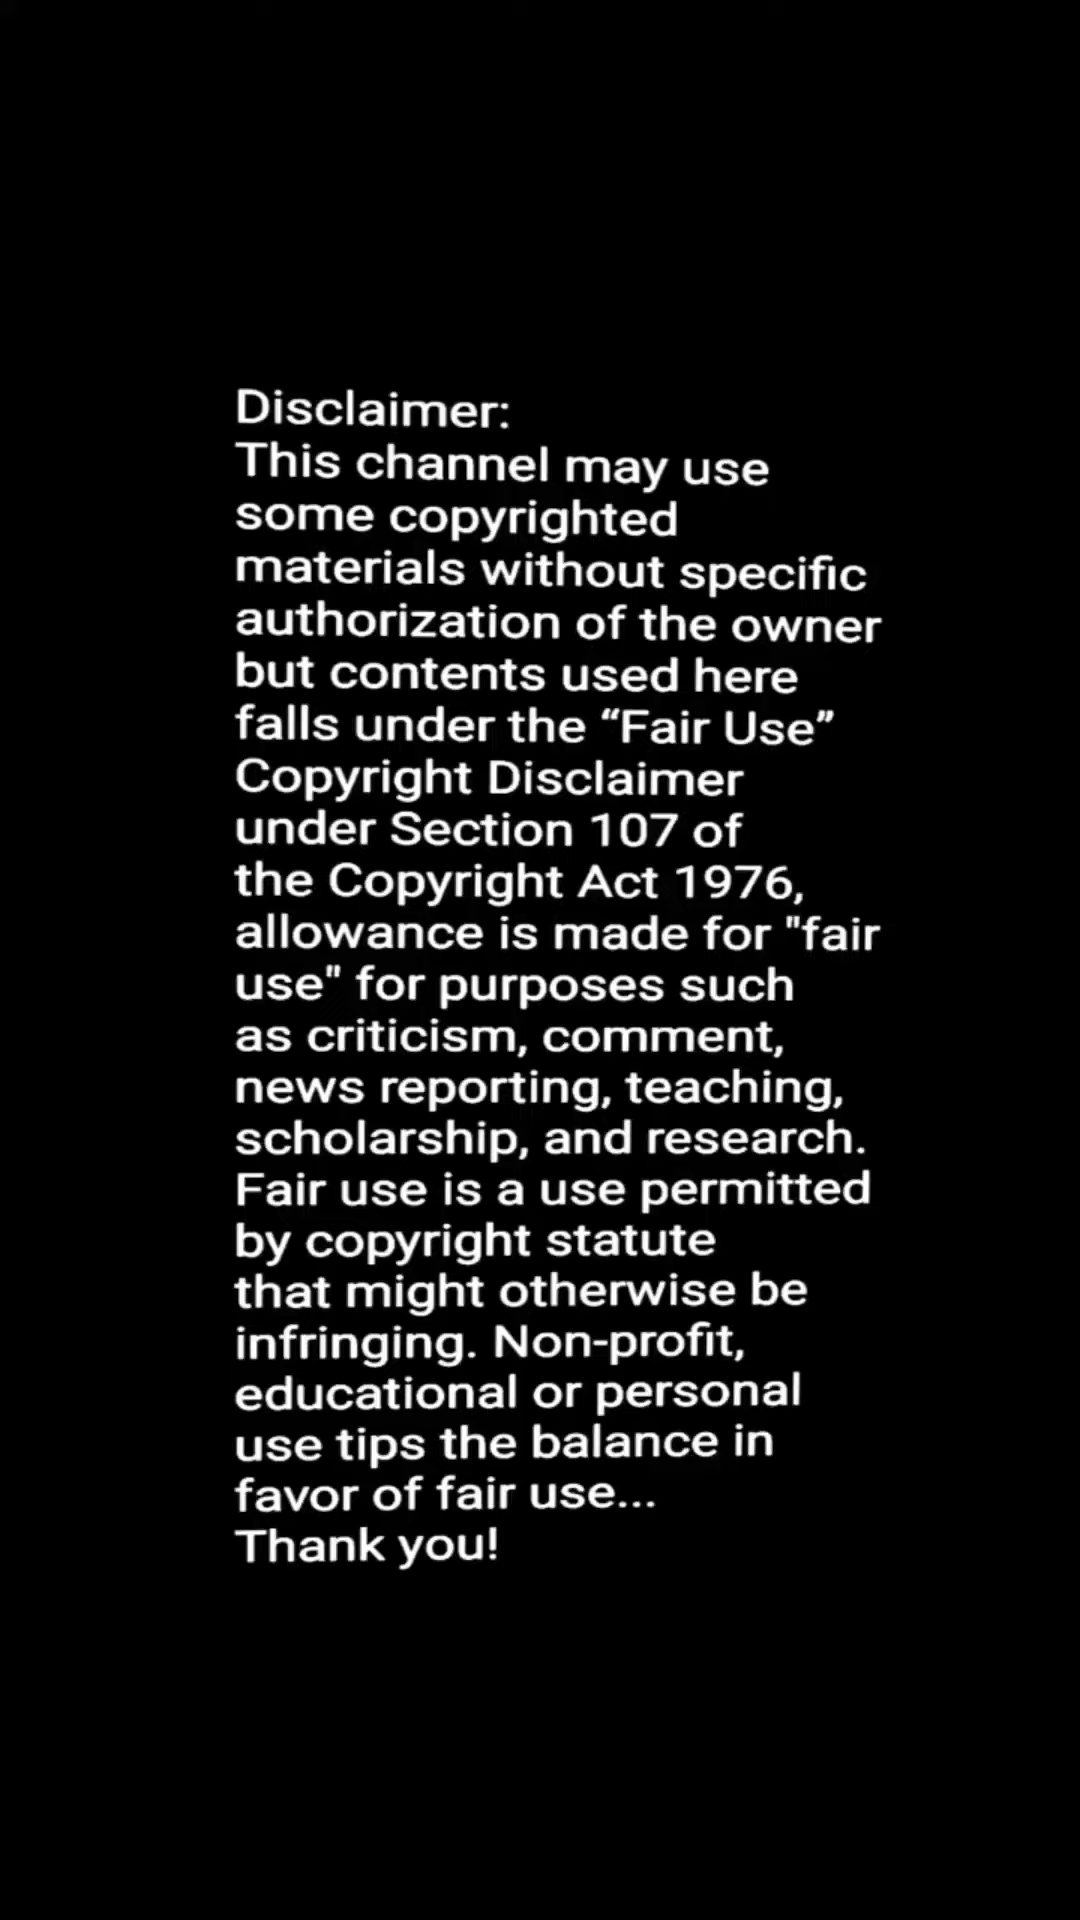 Disclaimer:
This channel may use
some copyrighted
materials without specific
authorization of the owner
but contents used here
falls under the “Fair Use”
Copyright Disclaimer
under Section 107 of
the Copyright Act 1976,
allowance is made for "fair
use" for purposes such
as criticism, comment,
news reporting, teaching,
scholarship, and research.
Fair use is a use permitted
by copyright statute
that might otherwise be
infringing. Non-profit,
educational or personal
use tips the balance in
favor of fair use...
Thank you!